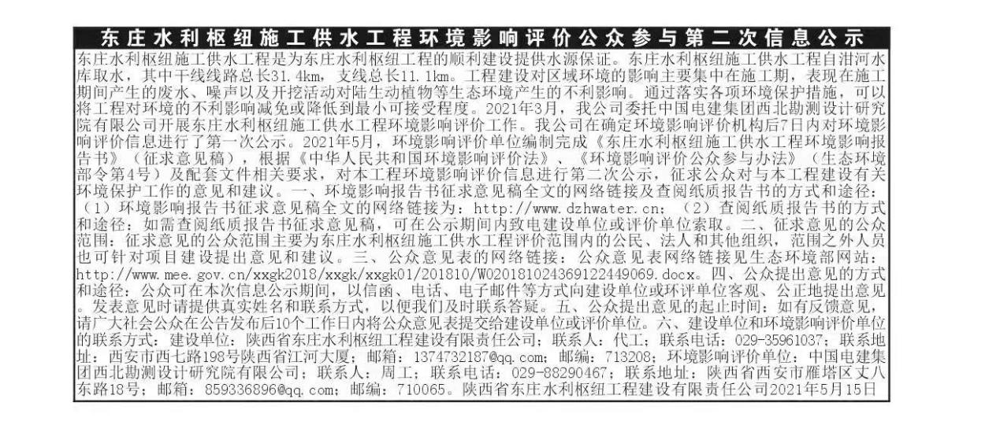 东庄水利枢纽施工供水工程环境影响评价公众参与第二次信息公示
东庄水利枢纽施工供水工程是为东庄水利枢纽工程的顺利建设提供水源保证。东庄水利枢纽施工供水工程自泔河水
库取水，其中干线线路总长31.4km，支线总长11.1km。工程建设对区域环境的影响主要集中在施工期，表现在施工
期间产生的废水、噪声以及开挖活动对陆生动植物等生态环境产生的不利影响。通过落实各项环境保护措施，可以
将工程对环境的不利影响减免或降低到最小可接受程度。2021年3月，我公司委托中国电建集团西北勘测设计研究
院有限公司开展东庄水利枢纽施工供水工程环境影响评价工作。我公司在确定环境影响评价机构后7日内对环境影
响评价信息进行了第一次公示。2021年5月，环境影响评价单位编制完成《东庄水利枢纽施工供水工程环境影响报
告书》（征求意见稿），根据《中华人民共和国环境影响评价法》、《环境影响评价公众参与办法》（生态环境
部令第4号）及配套文件相关要求，对本工程环境影响评价信息进行第二次公示，征求公众对与本工程建设有关
环境保护工作的意见和建议。一、环境影响报告书征求意见稿全文的网络链接及查阅纸质报告书的方式和途径：
（1）环境影响报告书征求意见稿全文的网络链接为：http://www.dzhwater.cn；（2）查阅纸质报告书的方式
和途径：如需查阅纸质报告书征求意见稿，可在公示期间内致电建设单位或评价单位索取。二、征求意见的公众
范围：征求意见的公众范围主要为东庄水利枢纽施工供水工程评价范围内的公民、法人和其他组织，范围之外人员
也可针对项目建设提出意见和建议。三、公众意见表的网络链接：公众意见表网络链接见生态环境部网站：
http://www.mee.gov.cn/xxgk2018/xxgk/xxgk01/201810/W020181024369122449069.docx。四、公众提出意见的方式
和途径：公众可在本次信息公示期间，以信函、电话、电子邮件等方式向建设单位或环评单位客观、公正地提出意见
。发表意见时请提供真实姓名和联系方式，以便我们及时联系答疑。五、公众提出意见的起止时间：如有反馈意见，
请广大社会公众在公告发布后10个工作日内将公众意见表提交给建设单位或评价单位。六、建设单位和环境影响评价单位
的联系方式：建设单位：陕西省东庄水利枢纽工程建设有限责任公司；联系人：代工；联系电话：029-35961037；联系地
址：西安市西七路198号陕西省江河大厦；邮箱：1374732187@qq.com；邮编：713208；环境影响评价单位：中国电建集
团西北勘测设计研究院有限公司；联系人：周工；联系电话：029-88290467；联系地址：陕西省西安市雁塔区丈八
东路18号；邮箱：859336896@qq.com；邮编：710065。陕西省东庄水利枢纽工程建设有限责任公司2021年5月15日